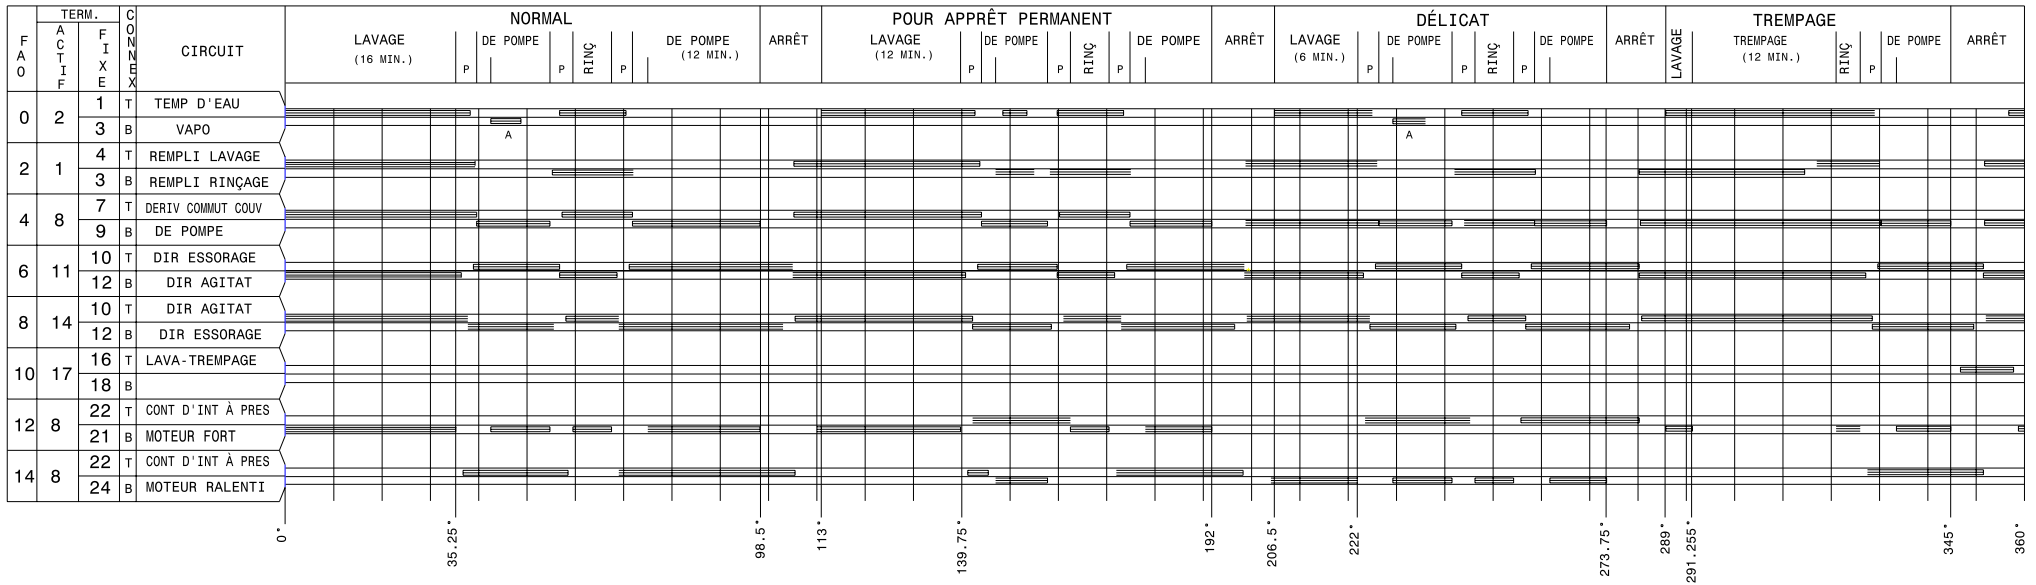 TERM. NORMAL POUR APPRÊT PERMANENT DÉLICAT TREMPAGE
FAO ACTIF FIXE CONNEX CIRCUIT
LAVAGE (16 MIN.) P DE POMPE P RINÇ P DE POMPE (12 MIN.) ARRÊT
LAVAGE (12 MIN.) P DE POMPE P RINÇ P DE POMPE ARRÊT
LAVAGE (6 MIN.) P DE POMPE P RINÇ P DE POMPE ARRÊT
LAVAGE TREMPAGE (12 MIN.) RINÇ P DE POMPE ARRÊT
0 2 1 T TEMP D'EAU
3 B VAPO A A
2 1 4 T REMPLI LAVAGE
3 B REMPLI RINÇAGE
4 8 7 T DERIV COMMUT COUV
9 B DE POMPE
6 11 10 T DIR ESSORAGE
12 B DIR AGITAT
8 14 10 T DIR AGITAT
12 B DIR ESSORAGE
10 17 16 T LAVA-TREMPAGE
18 B
12 8 22 T CONT D'INT À PRES
21 B MOTEUR FORT
14 8 22 T CONT D'INT À PRES
24 B MOTEUR RALENTI
0° 35.25° 98.5° 113° 139.75° 192° 206.5° 222° 273.75° 289° 291.255° 345° 360°